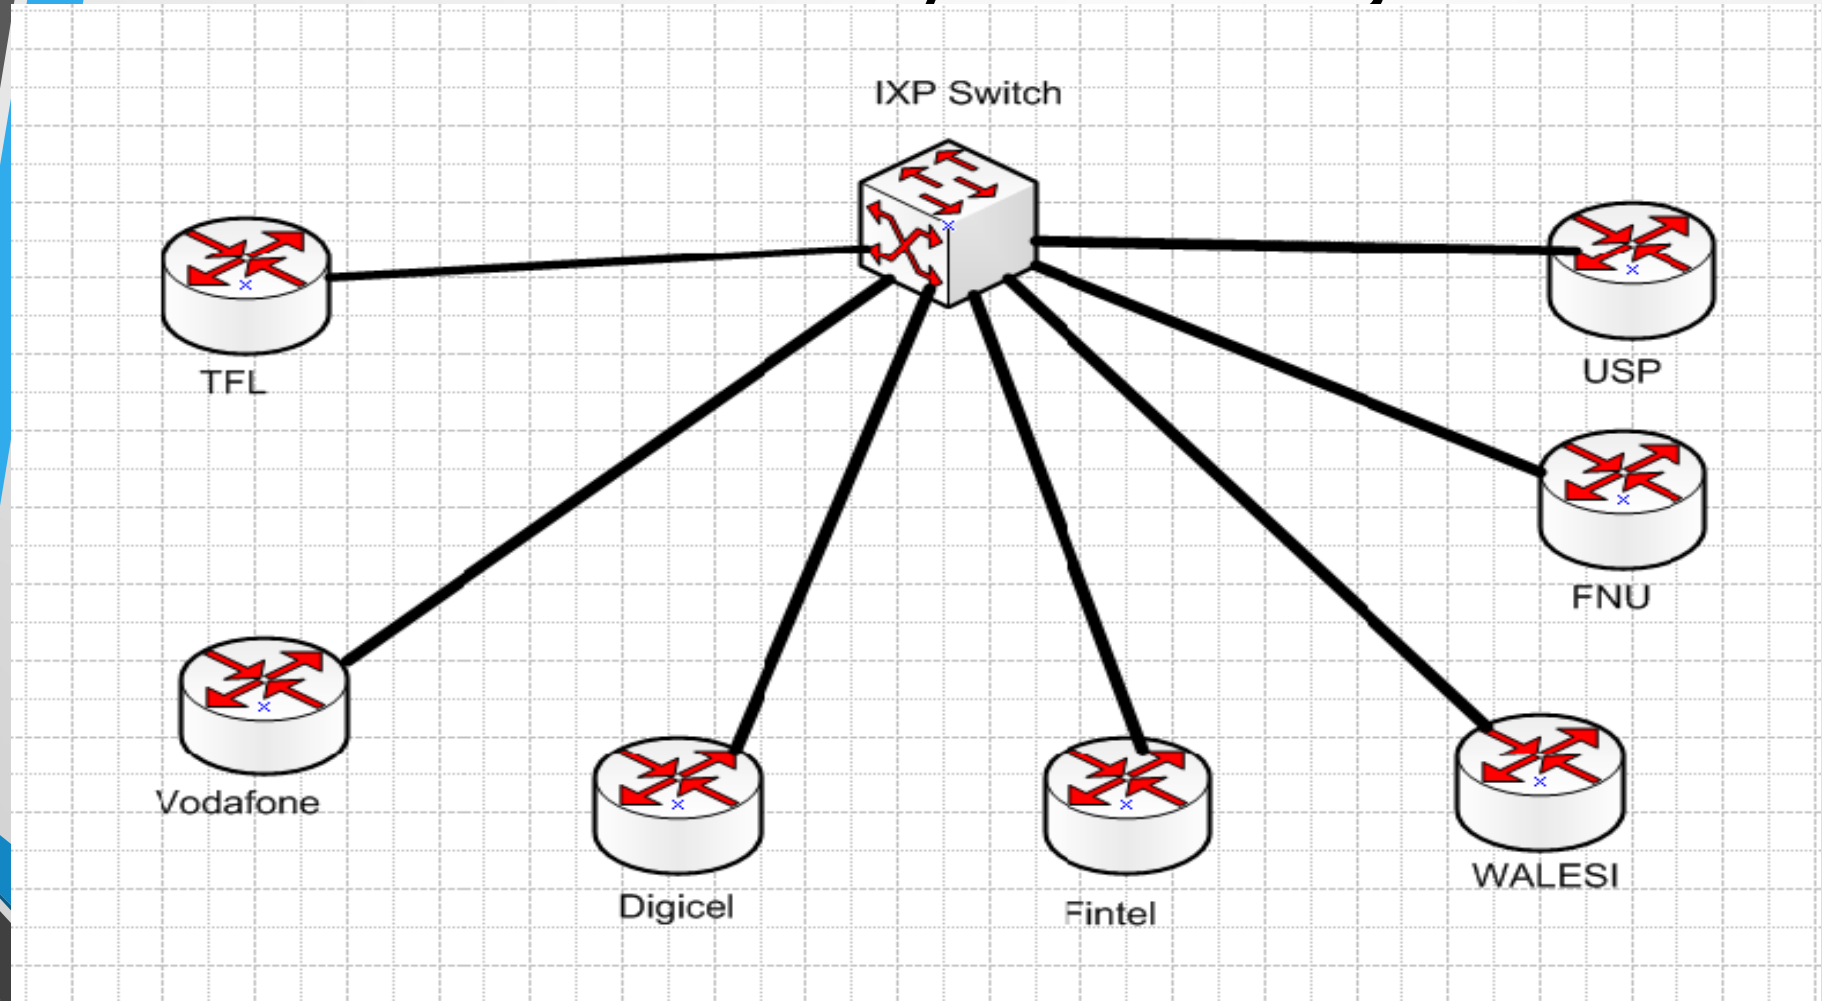 IXP Switch
TFL
USP
FNU
Vodafone
Digicel
Fintel
WALESI